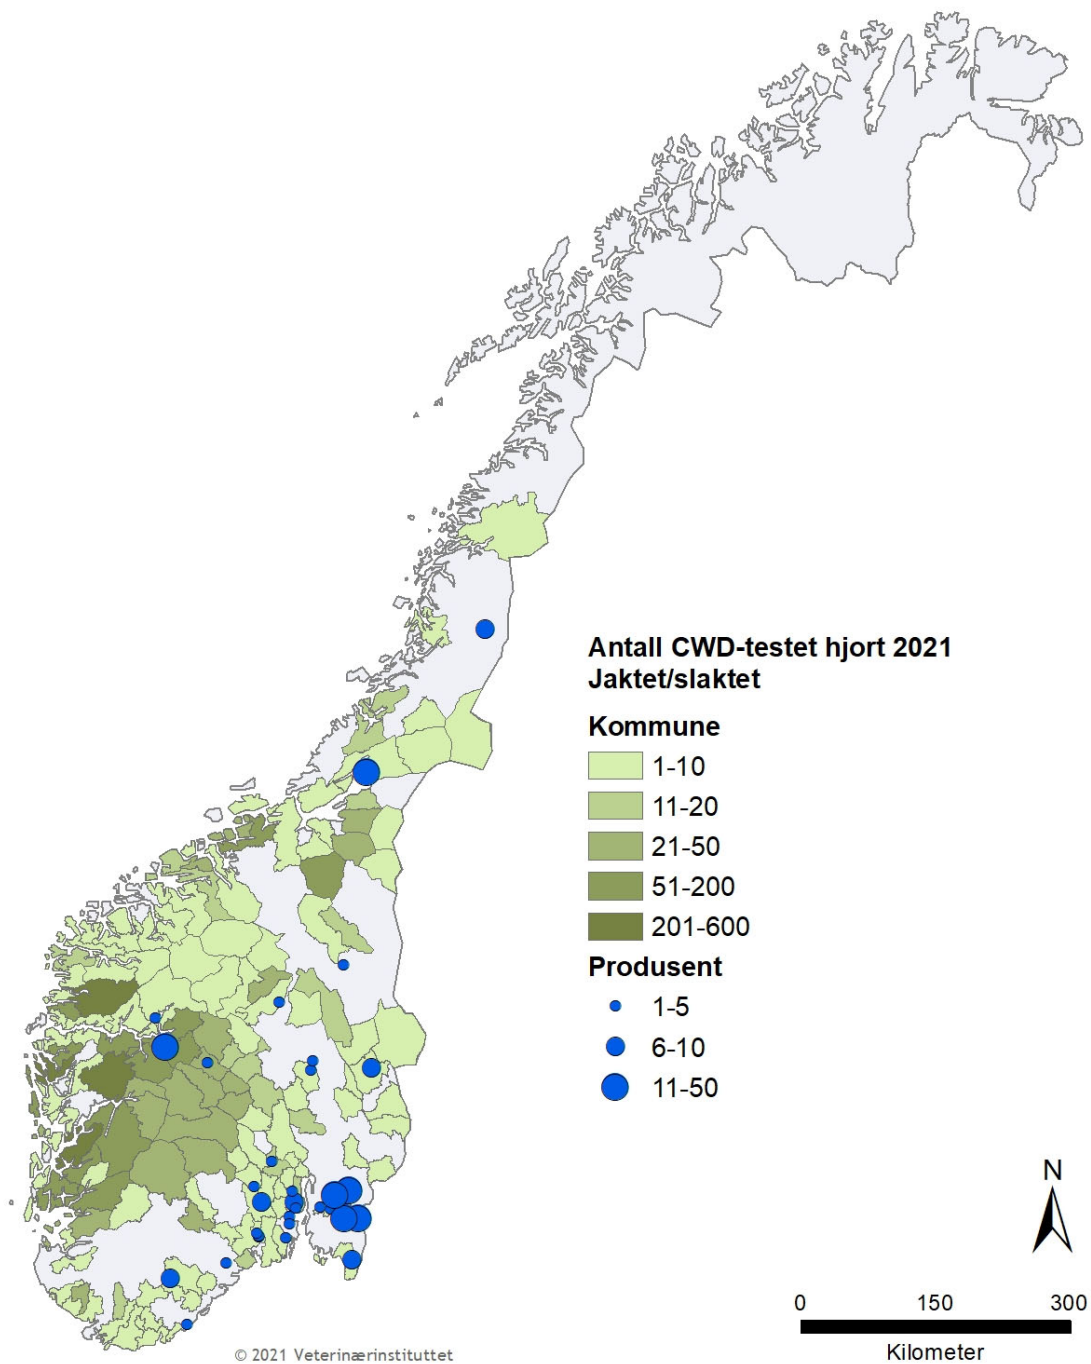 Antall CWD-testet hjort 2021
Jaktet/slaktet
Kommune
1-10
11-20
21-50
51-200
201-600
Produsent
1-5
6-10
11-50
N
0 150 300
Kilometer
© 2021 Veterinærinstituttet